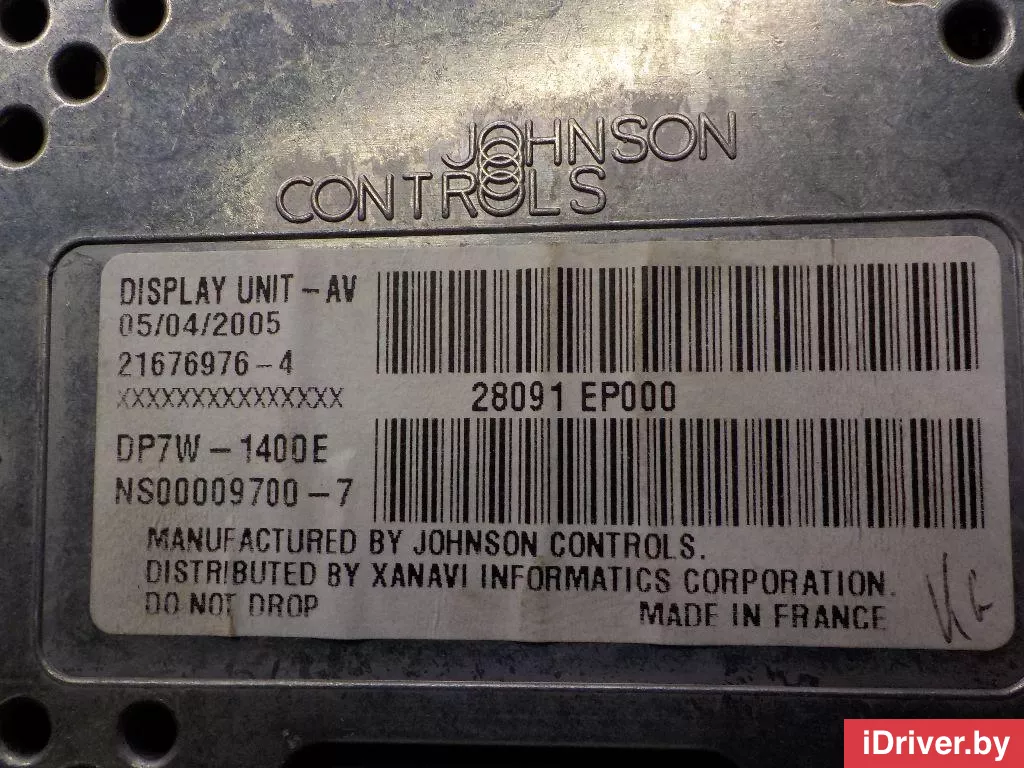 JOHNSON
CONTROLS
DISPLAY UNIT - AV
05/04/2005
21676976-4
XXXXXXXXXXXXXXX
28091 EP000
DP7W-1400E
NS00009700-7
MANUFACTURED BY JOHNSON CONTROLS.
DISTRIBUTED BY XANAVI INFORMATICS CORPORATION.
DO NOT DROP
MADE IN FRANCE
iDriver.by